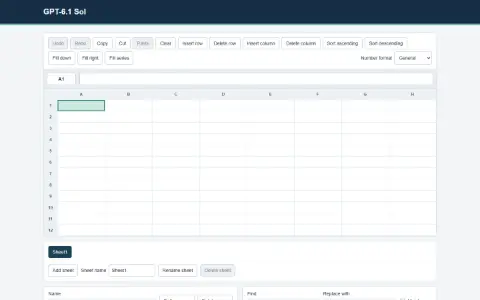 GPT-6.1 Sol
Undo Redo Copy Cut Paste Clear Insert row Delete row Insert column Delete column Sort ascending Sort descending
Fill down Fill right Fill series Number format General
A1
A B C D E F G H
1
2
3
4
5
6
7
8
9
10
11
12
Sheet1
Add sheet Sheet name Sheet1 Rename sheet Delete sheet
Name Find Replace with